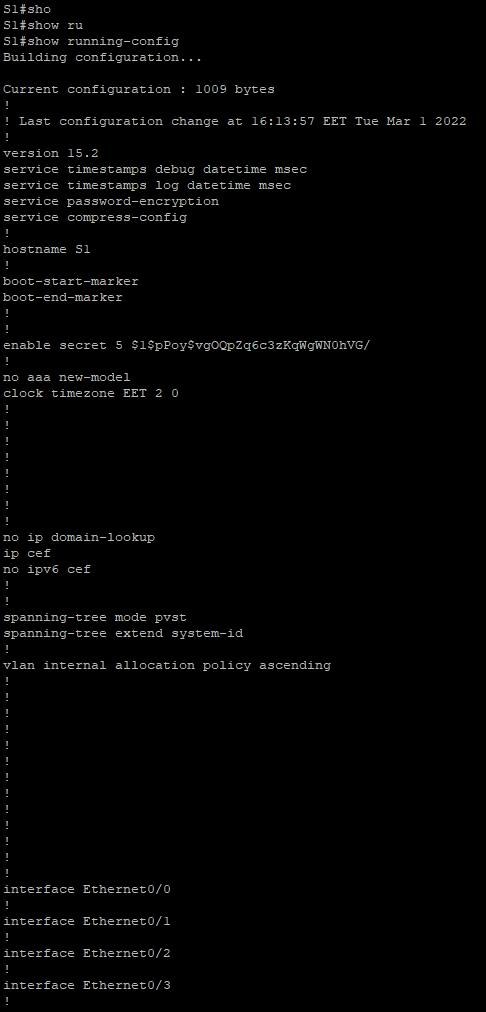 S1#sho
S1#show ru
S1#show running-config
Building configuration...
Current configuration : 1009 bytes
!
! Last configuration change at 16:13:57 EET Tue Mar 1 2022
!
version 15.2
service timestamps debug datetime msec
service timestamps log datetime msec
service password-encryption
service compress-config
!
hostname S1
!
boot-start-marker
boot-end-marker
!
!
enable secret 5 $1$pPoy$vgOQpZq6c3zKqWgWN0hVG/
!
no aaa new-model
clock timezone EET 2 0
!
!
!
!
!
!
!
!
no ip domain-lookup
ip cef
no ipv6 cef
!
!
spanning-tree mode pvst
spanning-tree extend system-id
!
vlan internal allocation policy ascending
!
!
!
!
!
!
!
!
!
!
!
!
!
interface Ethernet0/0
!
interface Ethernet0/1
!
interface Ethernet0/2
!
interface Ethernet0/3
!